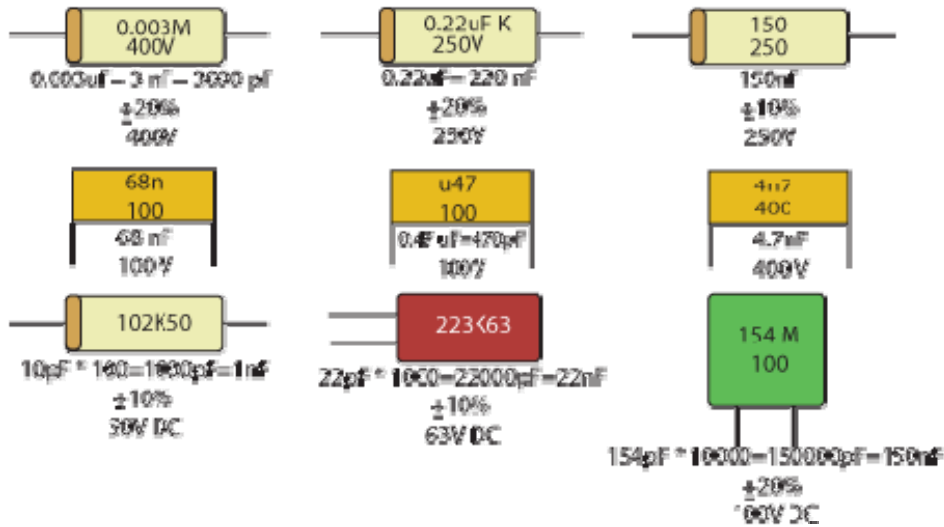 0.003M
400V
0.003uF – 3 nF – 3000 pF
±20%
400V
0.22uF K
250V
0.22uF– 220 nF
±20%
250V
150
250
150nF
±10%
250V
68n
100
68 nF
100V
u47
100
0.47 uF=470pF
100V
4n7
400
4.7nF
400V
102K50
10pF * 100=1000pF=1nF
±10%
50V DC
223K63
22pF * 1000=22000pF=22nF
±10%
63V DC
154 M
100
154pF * 10000=150000pF=150nF
±20%
100V DC